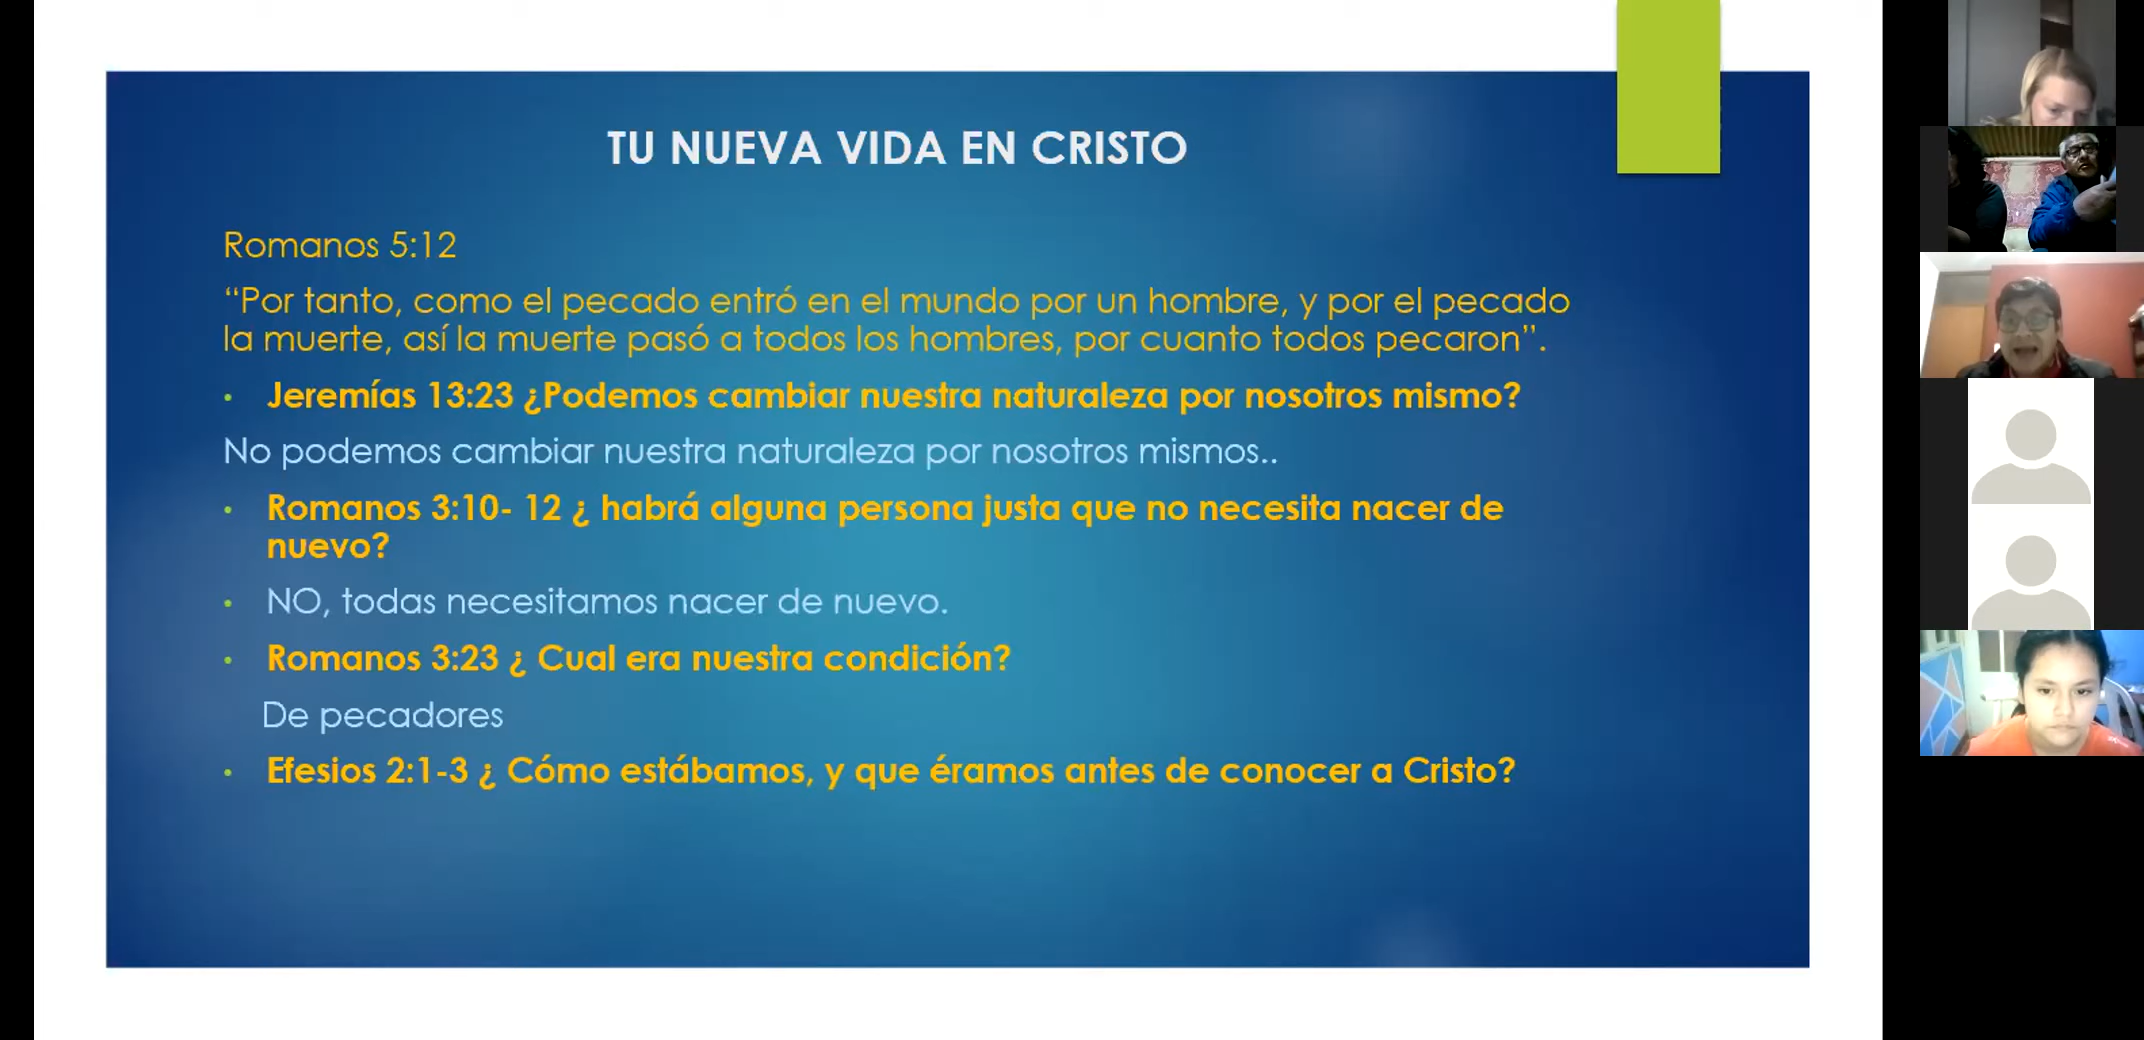 TU NUEVA VIDA EN CRISTO
Romanos 5:12
“Por tanto, como el pecado entró en el mundo por un hombre, y por el pecado
la muerte, así la muerte pasó a todos los hombres, por cuanto todos pecaron”.
• Jeremías 13:23 ¿Podemos cambiar nuestra naturaleza por nosotros mismo?
No podemos cambiar nuestra naturaleza por nosotros mismos..
• Romanos 3:10- 12 ¿ habrá alguna persona justa que no necesita nacer de
nuevo?
• NO, todas necesitamos nacer de nuevo.
• Romanos 3:23 ¿ Cual era nuestra condición?
De pecadores
• Efesios 2:1-3 ¿ Cómo estábamos, y que éramos antes de conocer a Cristo?